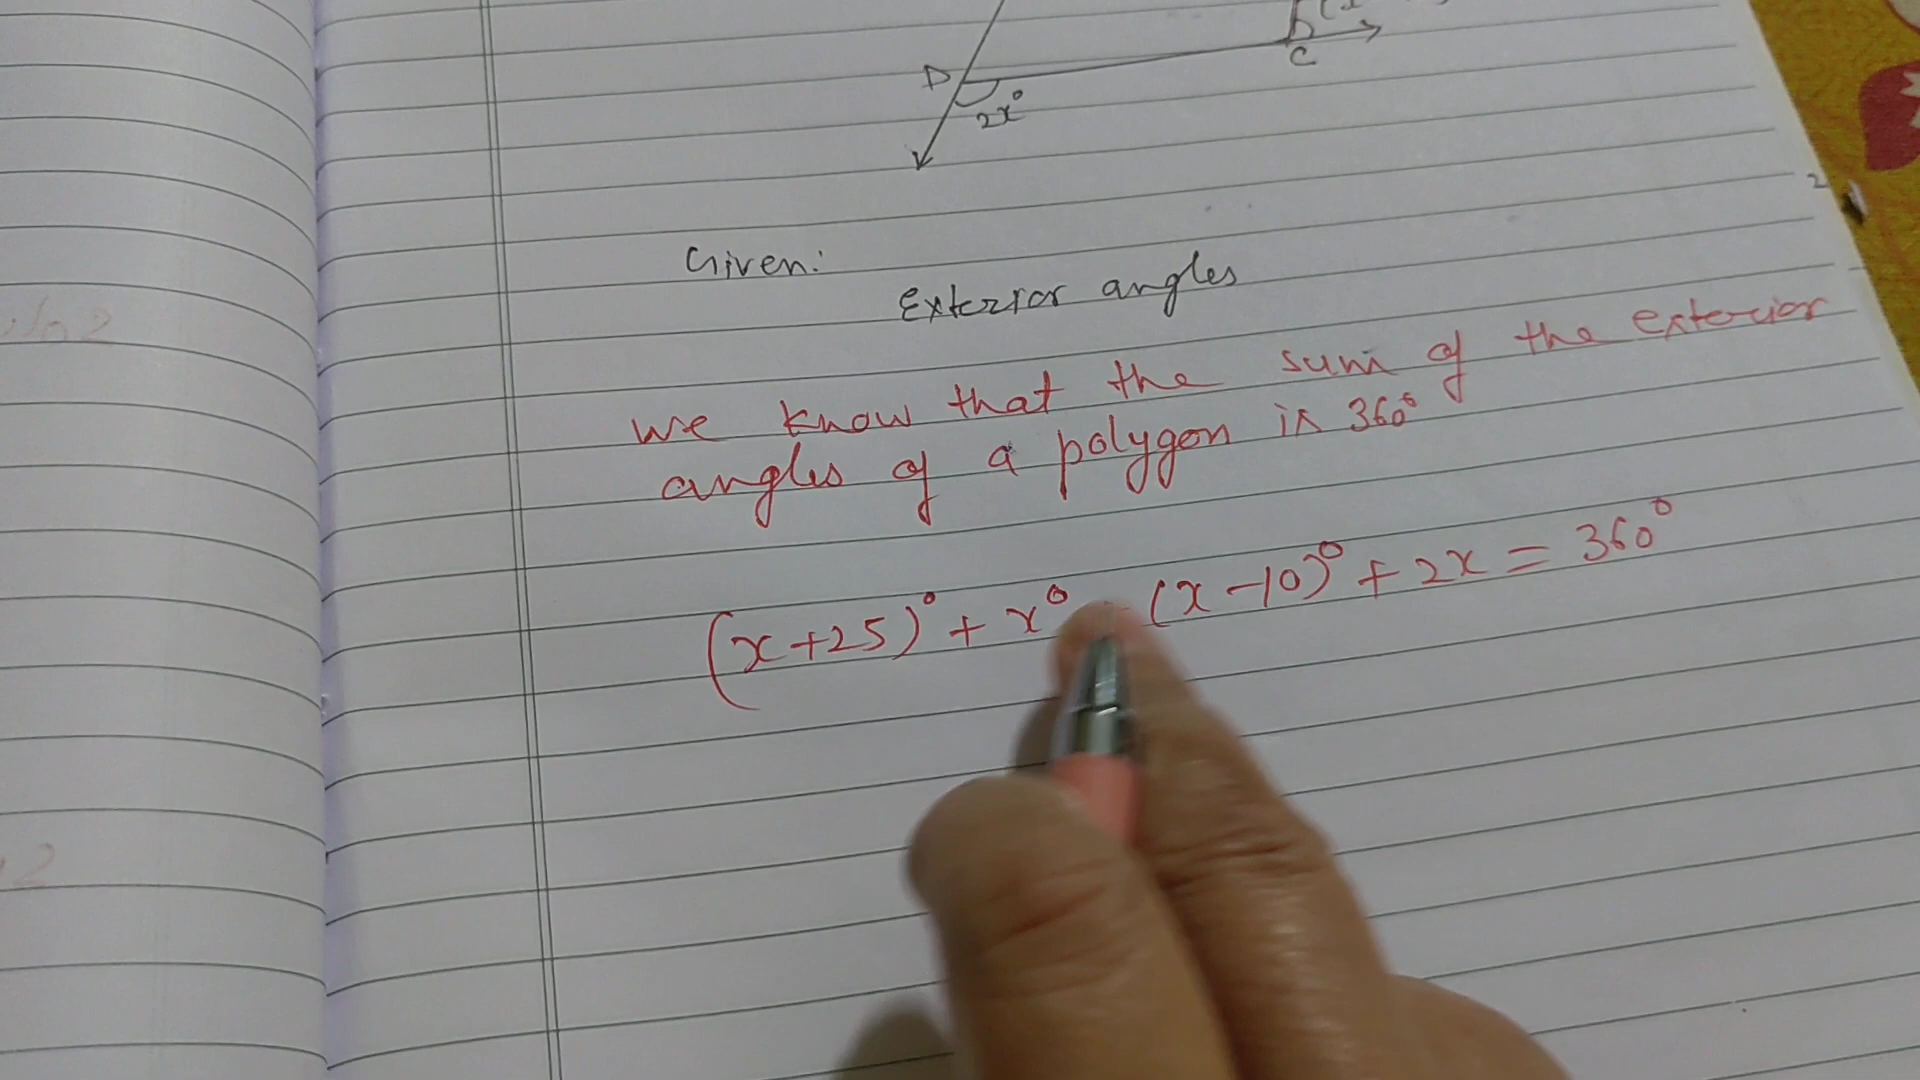 D
C
2x°
Given:
Exterior angles
We know that the sum of the exterior
angles of a polygon is 360°
(x+25)° + x° (x-10)° + 2x = 360°